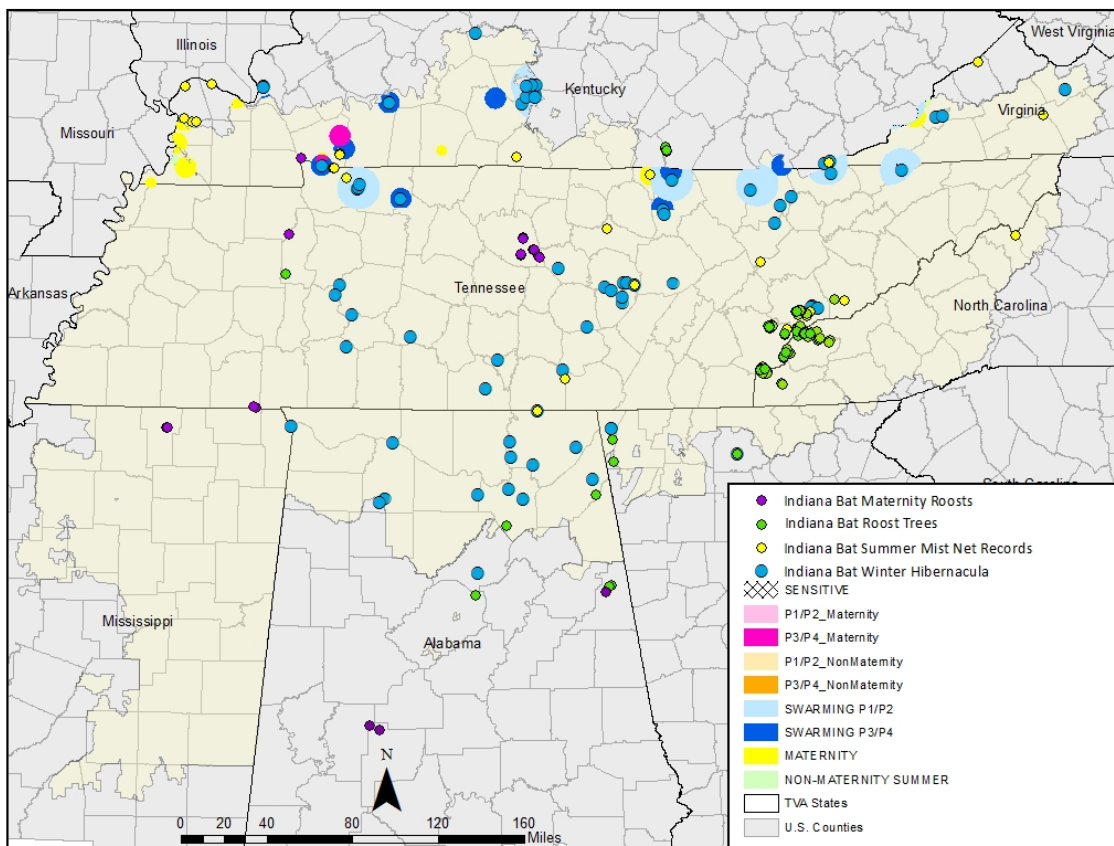 West Virginia
Illinois
Kentucky
Virginia
Missouri
Arkansas
Tennessee
North Carolina
Mississippi
Alabama
Indiana Bat Maternity Roosts
Indiana Bat Roost Trees
Indiana Bat Summer Mist Net Records
Indiana Bat Winter Hibernacula
SENSITIVE
P1/P2_Maternity
P3/P4_Maternity
P1/P2_NonMaternity
P3/P4_NonMaternity
SWARMING P1/P2
SWARMING P3/P4
MATERNITY
NON-MATERNITY SUMMER
TVA States
U.S. Counties
N
0 20 40 80 120 160
Miles